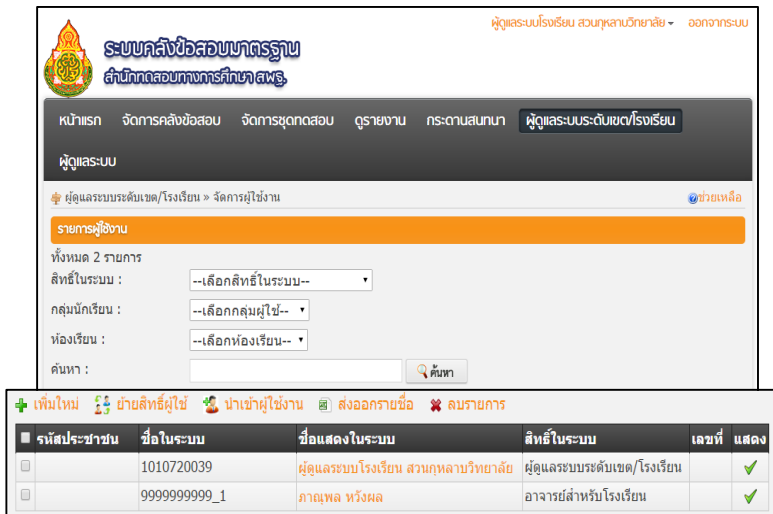 ผู้ดูแลระบบโรงเรียน สวนกุหลาบวิทยาลัย ออกจากระบบ
ระบบคลังข้อสอบมาตรฐาน
สำนักทดสอบทางการศึกษา สพฐ.
หน้าแรก จัดการคลังข้อสอบ จัดการชุดทดสอบ ดูรายงาน กระดานสนทนา ผู้ดูแลระบบระดับเขต/โรงเรียน
ผู้ดูแลระบบ
ผู้ดูแลระบบระดับเขต/โรงเรียน » จัดการผู้ใช้งาน ช่วยเหลือ
รายการผู้ใช้งาน
ทั้งหมด 2 รายการ
สิทธิ์ในระบบ : --เลือกสิทธิ์ในระบบ--
กลุ่มนักเรียน : --เลือกกลุ่มผู้ใช้--
ห้องเรียน : --เลือกห้องเรียน--
ค้นหา : ค้นหา
เพิ่มใหม่ ย้ายสิทธิ์ผู้ใช้ นำเข้าผู้ใช้งาน ส่งออกรายชื่อ ลบรายการ
รหัสประชาชน ชื่อในระบบ ชื่อแสดงในระบบ สิทธิ์ในระบบ เลขที่ แสดง
1010720039 ผู้ดูแลระบบโรงเรียน สวนกุหลาบวิทยาลัย ผู้ดูแลระบบระดับเขต/โรงเรียน
9999999999_1 ภาณุพล หวังผล อาจารย์สำหรับโรงเรียน